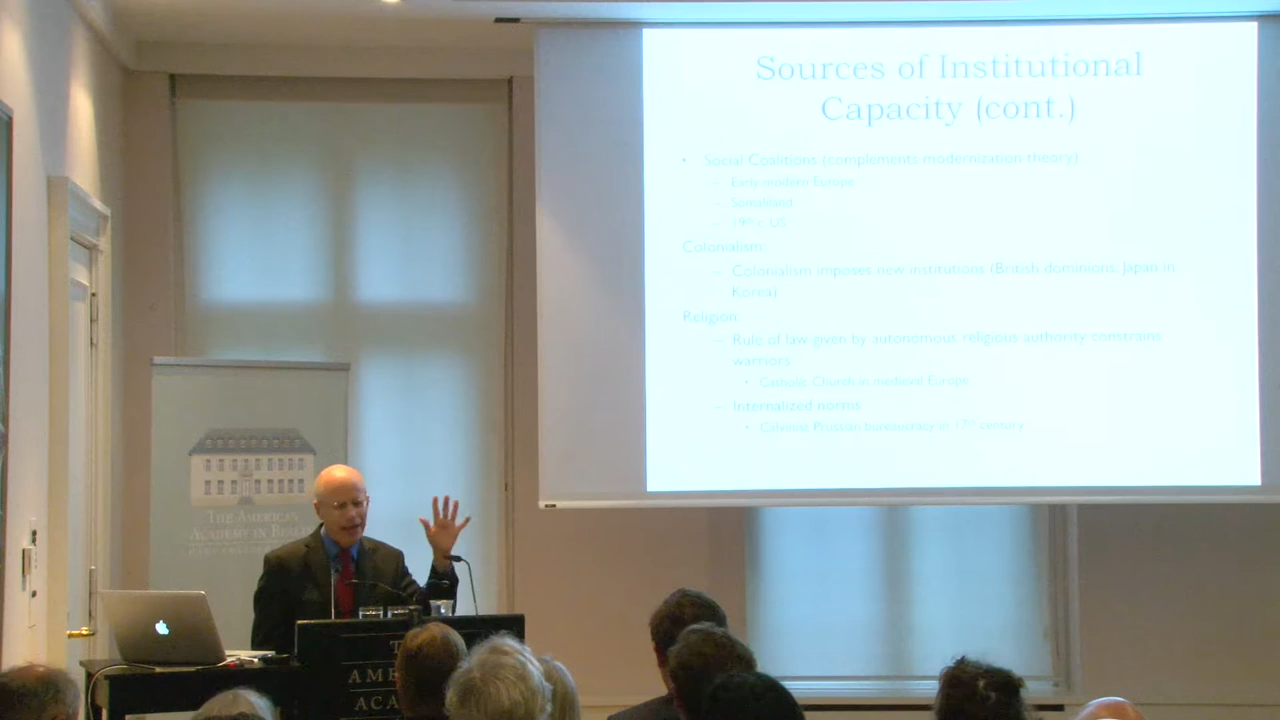 Sources of Institutional
Capacity (cont.)
• Social Coalitions (complements modernization theory)
– Early modern Europe
– Somaliland
– 19th c. US
Colonialism:
– Colonialism imposes new institutions (British dominions, Japan in
Korea)
Religion:
– Rule of law given by autonomous religious authority constrains
warriors
• Catholic Church in medieval Europe
– Internalized norms
• Calvinist Prussian bureaucracy in 17th century
THE AMERICAN
ACADEMY IN BERLIN
T
AME
ACA